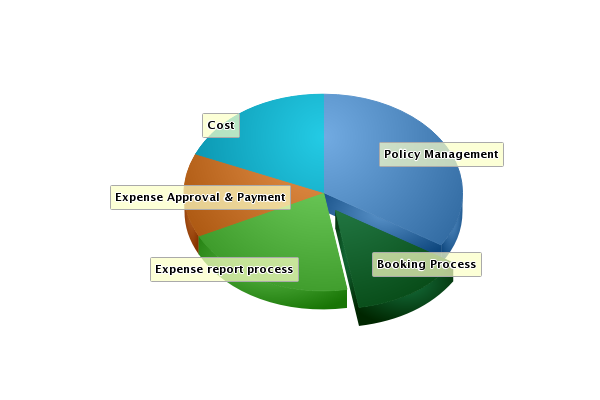 Cost
Policy Management
Expense Approval & Payment
Booking Process
Expense report process